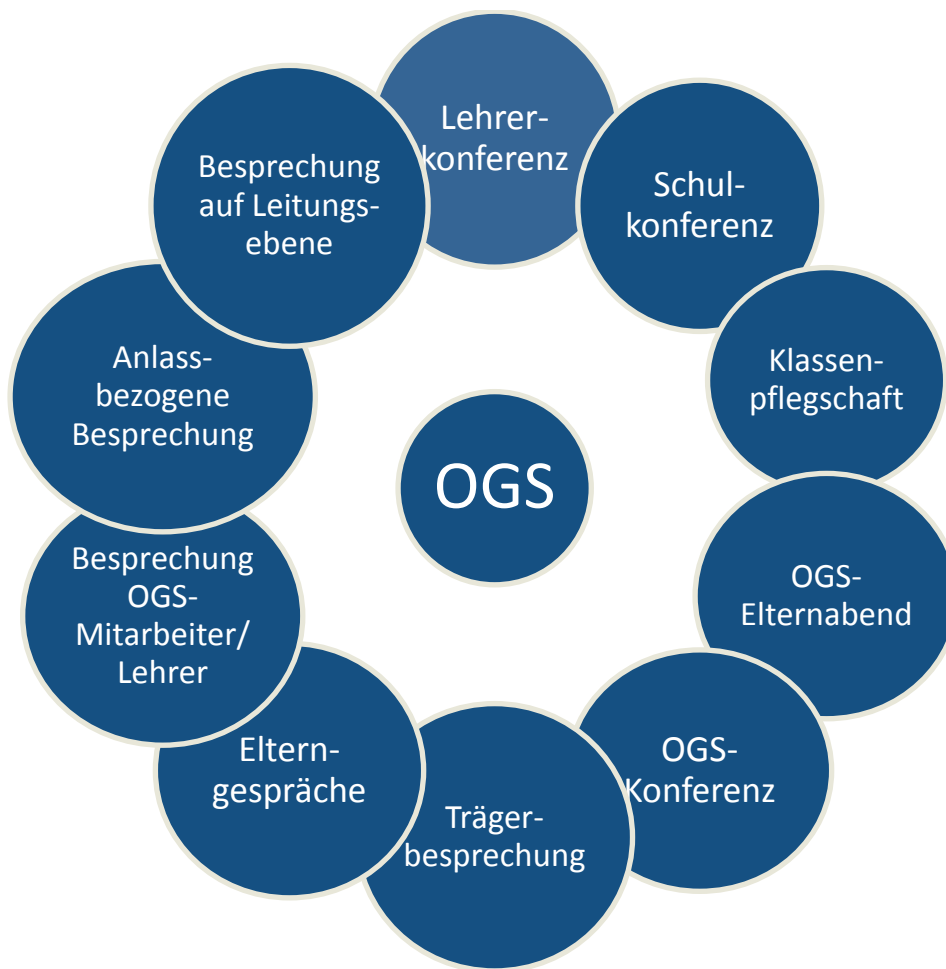 Lehrer-
konferenz
Schul-
konferenz
Klassen-
pflegschaft
OGS-
Elternabend
OGS-
Konferenz
Träger-
besprechung
Eltern-
gespräche
Besprechung
OGS-
Mitarbeiter/
Lehrer
Anlass-
bezogene
Besprechung
Besprechung
auf Leitungs-
ebene
OGS